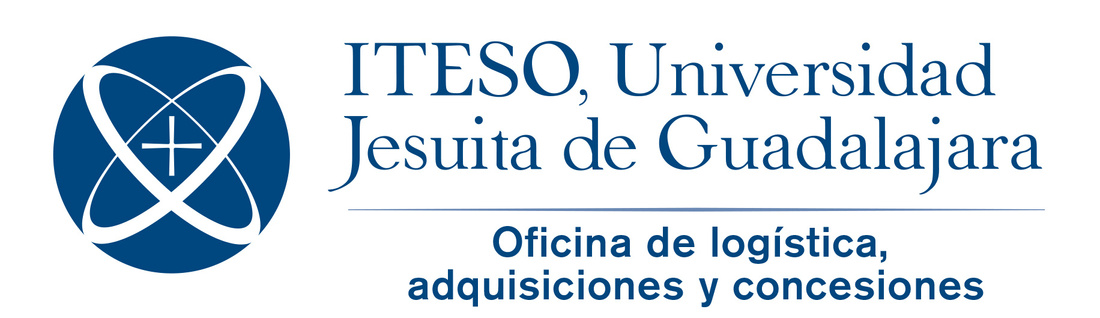 ITESO, Universidad
Jesuita de Guadalajara
Oficina de logística,
adquisiciones y concesiones